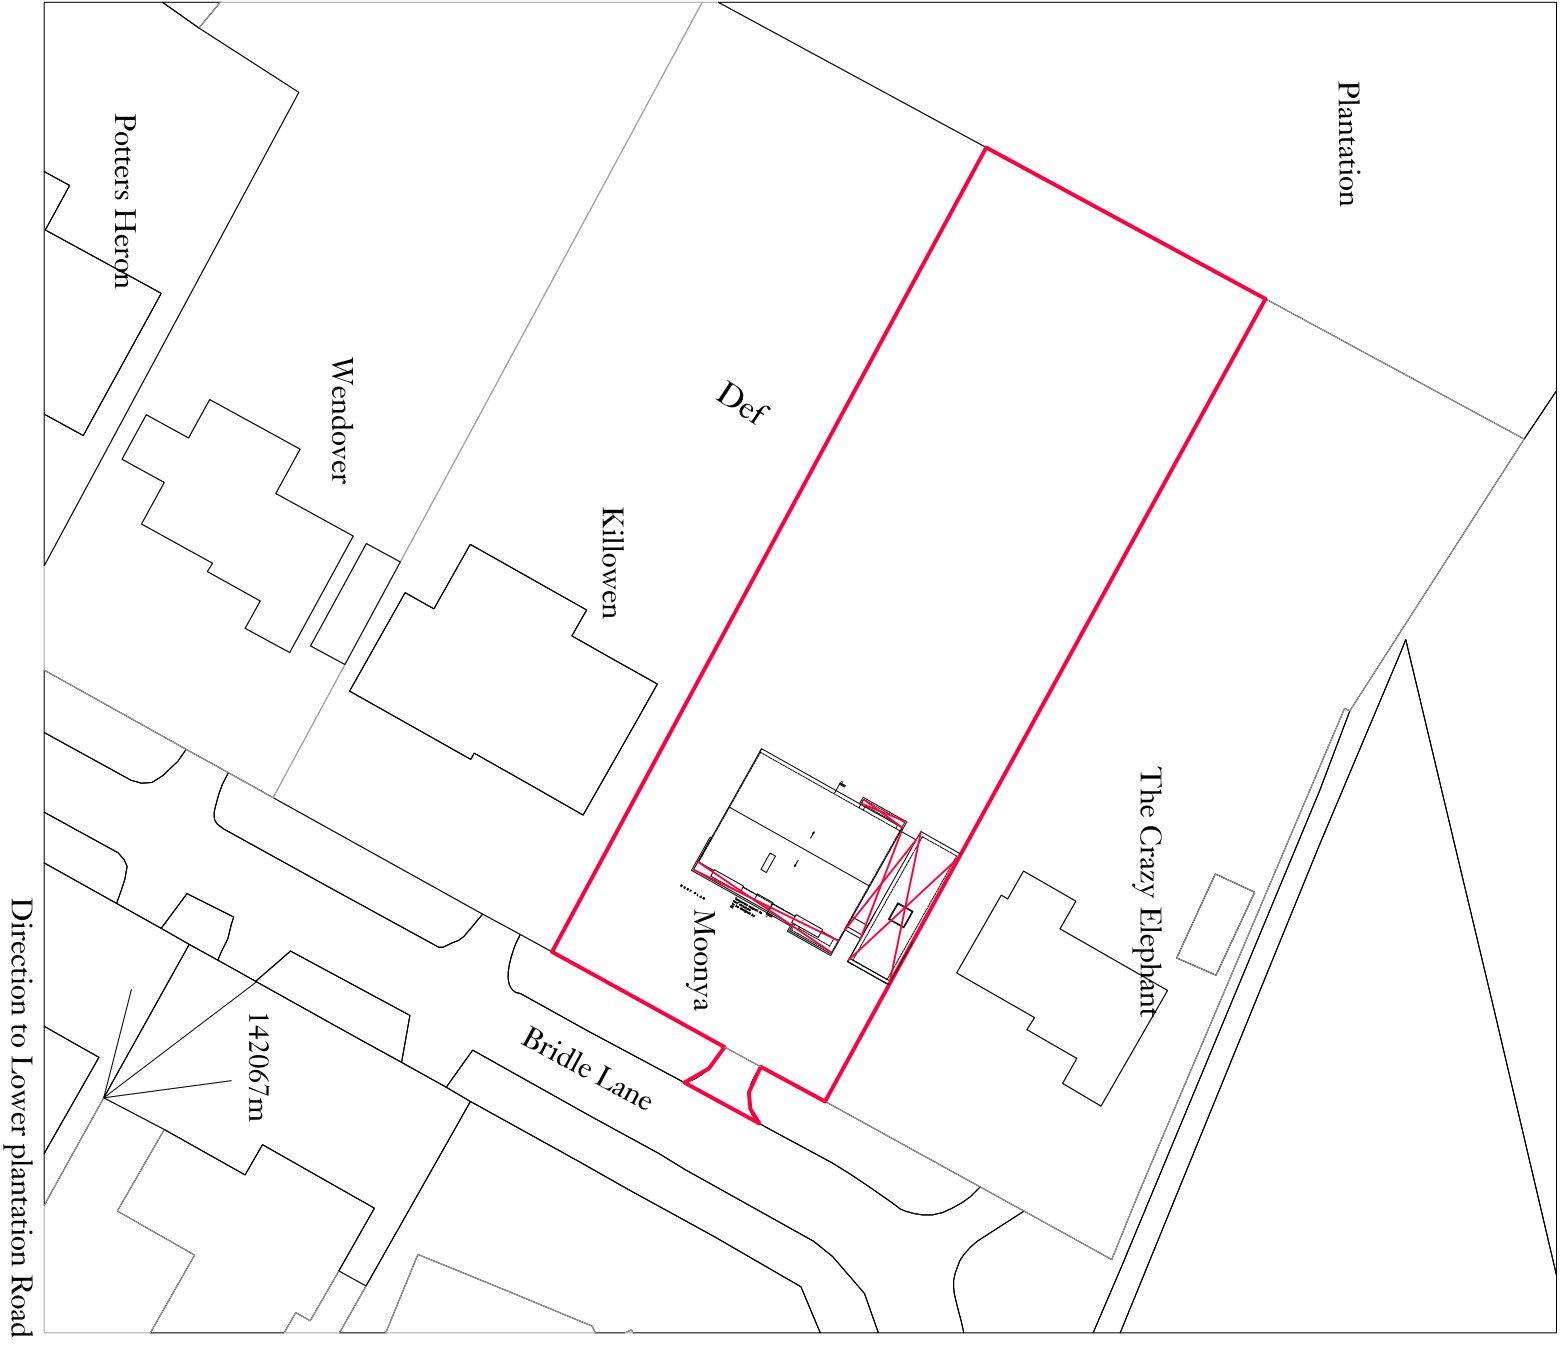 Plantation
Potters Heron
Wendover
Def
Killowen
The Crazy Elephant
Moonya
Bridle Lane
142067m
Direction to Lower plantation Road